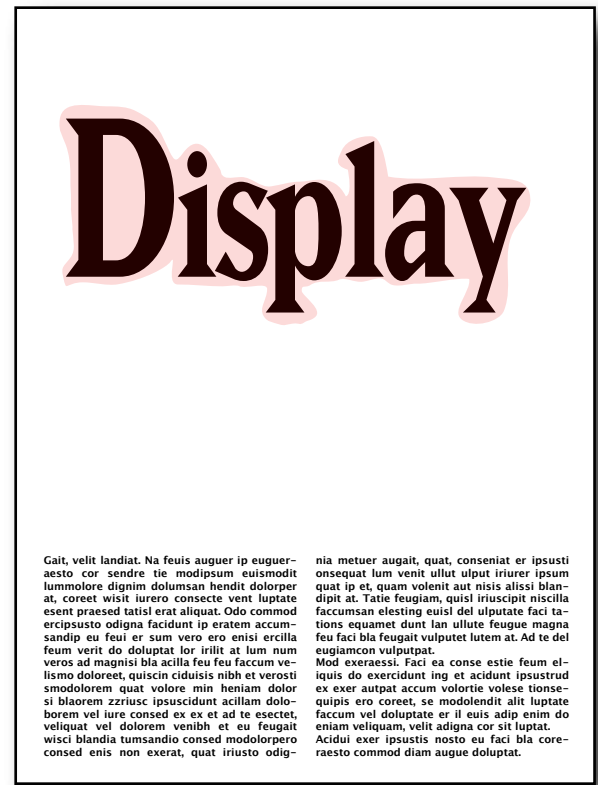 Display
Gait, velit landiat. Na feuis auguer ip euguer-
aesto cor sendre tie modipsum euismodit
lummolore dignim dolumsan hendit dolorper
at, coreet wisit iurero consecte vent luptate
esent praesed tatisl erat aliquat. Odo commod
ercipsusto odigna facidunt ip eratem accum-
sandip eu feui er sum vero ero enisi ercilla
feum verit do doluptat lor irilit at lum num
veros ad magnisi bla acilla feu feu faccum ve-
lismo doloreet, quiscin ciduisis nibh et verosti
smodolorem quat volore min heniam dolor
si blaorem zzriusc ipsuscidunt acillam dolo-
borem vel iure consed ex ex et ad te esectet,
veliquat vel dolorem venibh et eu feugait
wisci blandia tumsandio consed modolorpero
consed enis non exerat, quat iriusto odig-
nia metuer augait, quat, conseniat er ipsusti
onsequat lum venit ullut ulput iriurer ipsum
quat ip et, quam volenit aut nisis alissi blan-
dipit at. Tatie feugiam, quisl iriuscipit niscilla
faccumsan elesting euisl del ulputate faci ta-
tions equamet dunt lan ullute feugue magna
feu faci bla feugait vulputet lutem at. Ad te del
eugiamcon vulputpat.
Mod exeraessi. Faci ea conse estie feum el-
iquis do exercidunt ing et acidunt ipsustrud
ex exer autpat accum volortie volese tionse-
quipis ero coreet, se modolendit alit luptate
faccum vel doluptate er il euis adip enim do
eniam veliquam, velit adigna cor sit luptat.
Acidui exer ipsustis nosto eu faci bla core-
raesto commod diam augue doluptat.